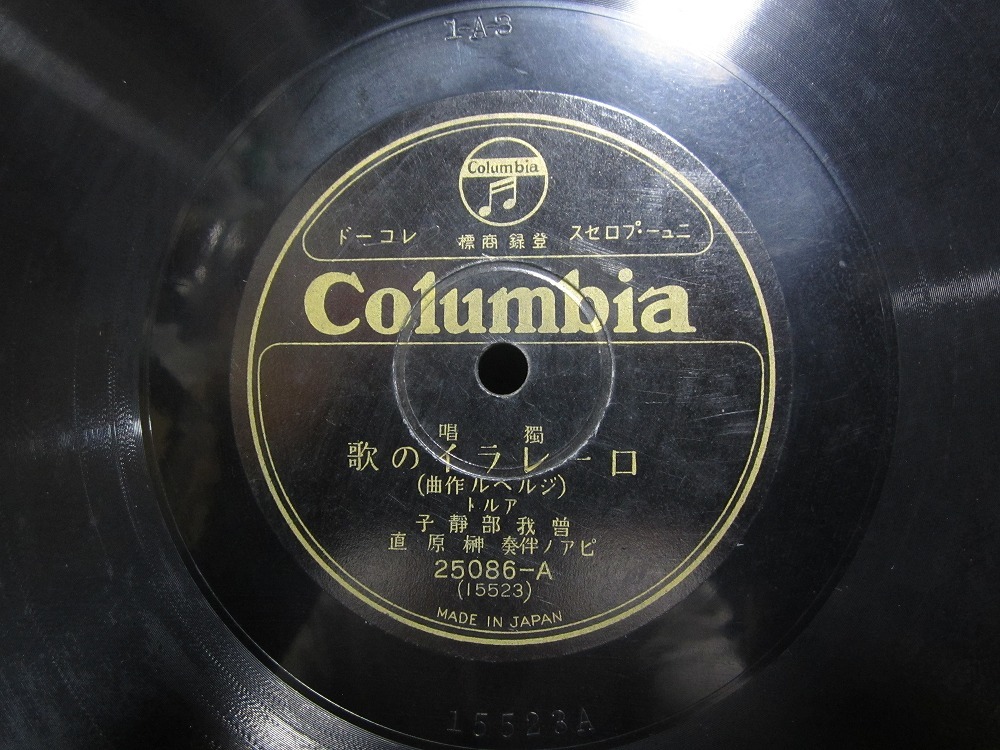 1-A3
Columbia
ニュープロセス 登録商標 レコード
Columbia
獨唱
ローレライの歌
(ジルヘル作曲)
アルト
曾我部靜子
ピアノ伴奏 榊原直
25086-A
(15523)
MADE IN JAPAN
15523A